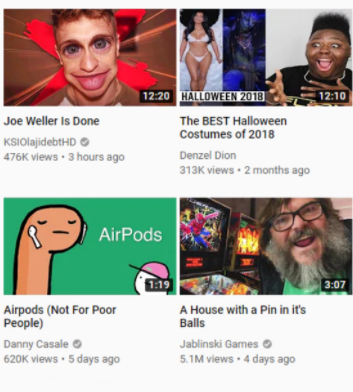 12:20
HALLOWEEN 2018
12:10
Joe Weller Is Done
KSIOlajidebtHD
476K views • 3 hours ago
The BEST Halloween
Costumes of 2018
Denzel Dion
313K views • 2 months ago
AirPods
1:19
3:07
Airpods (Not For Poor
People)
Danny Casale
620K views • 5 days ago
A House with a Pin in it's
Balls
Jablinski Games
5.1M views • 4 days ago